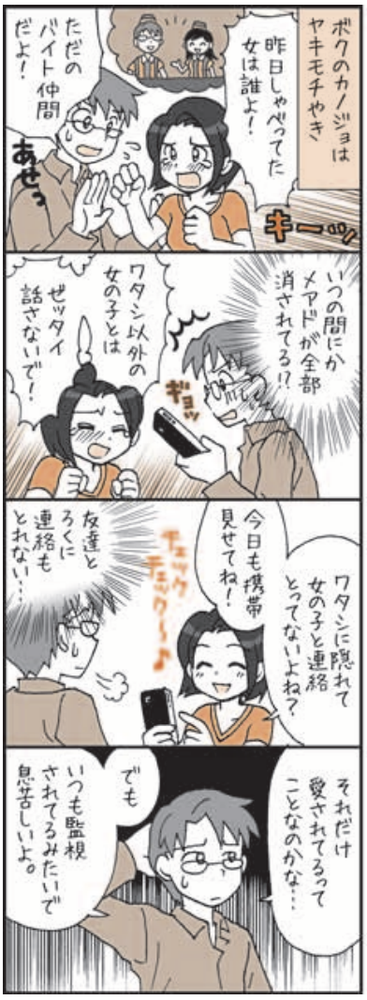 ボクのカノジョは
ヤキモチやき
昨日しゃべってた
女は誰よ!
ただの
バイト仲間
だよ!
キーーッッ
あせっ
いつの間にか
メアドが全部
消されてる!?
ギョッ
ワタシ以外の
女の子とは
ゼッタイ
話さないで!
ワタシに隠れて
女の子と連絡
とってないよね?
今日も携帯
見せてね!
チェック
チェック〜♪
友達と
ろくに
連絡も
とれない…
それだけ
愛されてるって
ことなのかな…
でも
いつも監視
されてるみたいで
息苦しいよ。